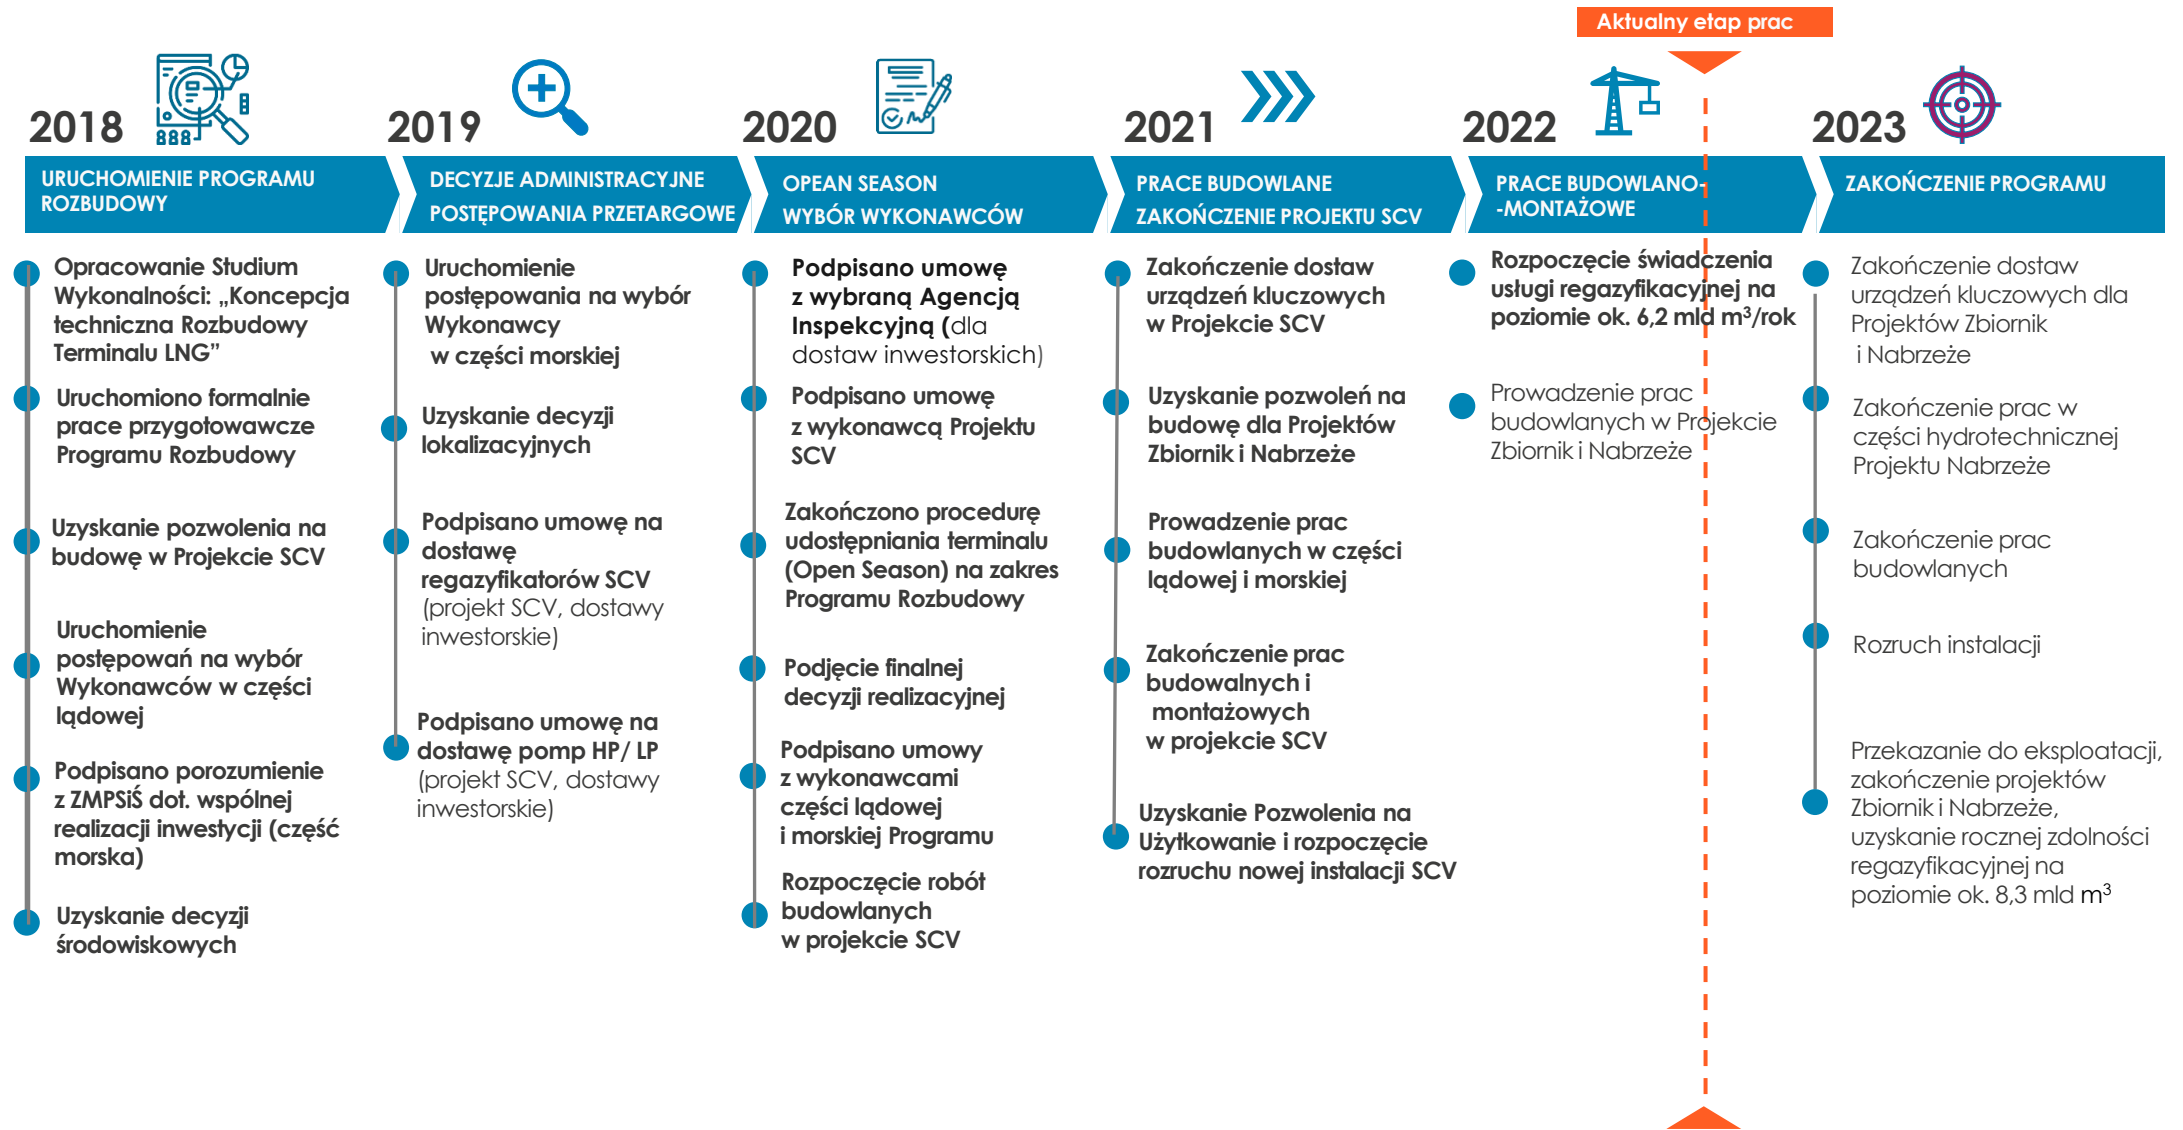 Aktualny etap prac
2018
URUCHOMIENIE PROGRAMU
ROZBUDOWY
Opracowanie Studium
Wykonalności: „Koncepcja
techniczna Rozbudowy
Terminalu LNG”
Uruchomiono formalnie
prace przygotowawcze
Programu Rozbudowy
Uzyskanie pozwolenia na
budowę w Projekcie SCV
Uruchomienie
postępowań na wybór
Wykonawców w części
lądowej
Podpisano porozumienie
z ZMPSiŚ dot. wspólnej
realizacji inwestycji (część
morska)
Uzyskanie decyzji
środowiskowych
2019
DECYZJE ADMINISTRACYJNE
POSTĘPOWANIA PRZETARGOWE
Uruchomienie
postępowania na wybór
Wykonawcy
w części morskiej
Uzyskanie decyzji
lokalizacyjnych
Podpisano umowę na
dostawę
regazyfikatorów SCV
(projekt SCV, dostawy
inwestorskie)
Podpisano umowę na
dostawę pomp HP/ LP
(projekt SCV, dostawy
inwestorskie)
2020
OPEAN SEASON
WYBÓR WYKONAWCÓW
Podpisano umowę
z wybraną Agencją
Inspekcyjną (dla
dostaw inwestorskich)
Podpisano umowę
z wykonawcą Projektu
SCV
Zakończono procedurę
udostępniania terminalu
(Open Season) na zakres
Programu Rozbudowy
Podjęcie finalnej
decyzji realizacyjnej
Podpisano umowy
z wykonawcami
części lądowej
i morskiej Programu
Rozpoczęcie robót
budowlanych
w projekcie SCV
2021
PRACE BUDOWLANE
ZAKOŃCZENIE PROJEKTU SCV
Zakończenie dostaw
urządzeń kluczowych
w Projekcie SCV
Uzyskanie pozwoleń na
budowę dla Projektów
Zbiornik i Nabrzeże
Prowadzenie prac
budowlanych w części
lądowej i morskiej
Zakończenie prac
budowalnych i
montażowych
w projekcie SCV
Uzyskanie Pozwolenia na
Użytkowanie i rozpoczęcie
rozruchu nowej instalacji SCV
2022
PRACE BUDOWLANO-
-MONTAŻOWE
Rozpoczęcie świadczenia
usługi regazyfikacyjnej na
poziomie ok. 6,2 mld m³/rok
Prowadzenie prac
budowlanych w Projekcie
Zbiornik i Nabrzeże
2023
ZAKOŃCZENIE PROGRAMU
Zakończenie dostaw
urządzeń kluczowych dla
Projektów Zbiornik
i Nabrzeże
Zakończenie prac w
części hydrotechnicznej
Projektu Nabrzeże
Zakończenie prac
budowlanych
Rozruch instalacji
Przekazanie do eksploatacji,
zakończenie projektów
Zbiornik i Nabrzeże,
uzyskanie rocznej zdolności
regazyfikacyjnej na
poziomie ok. 8,3 mld m³